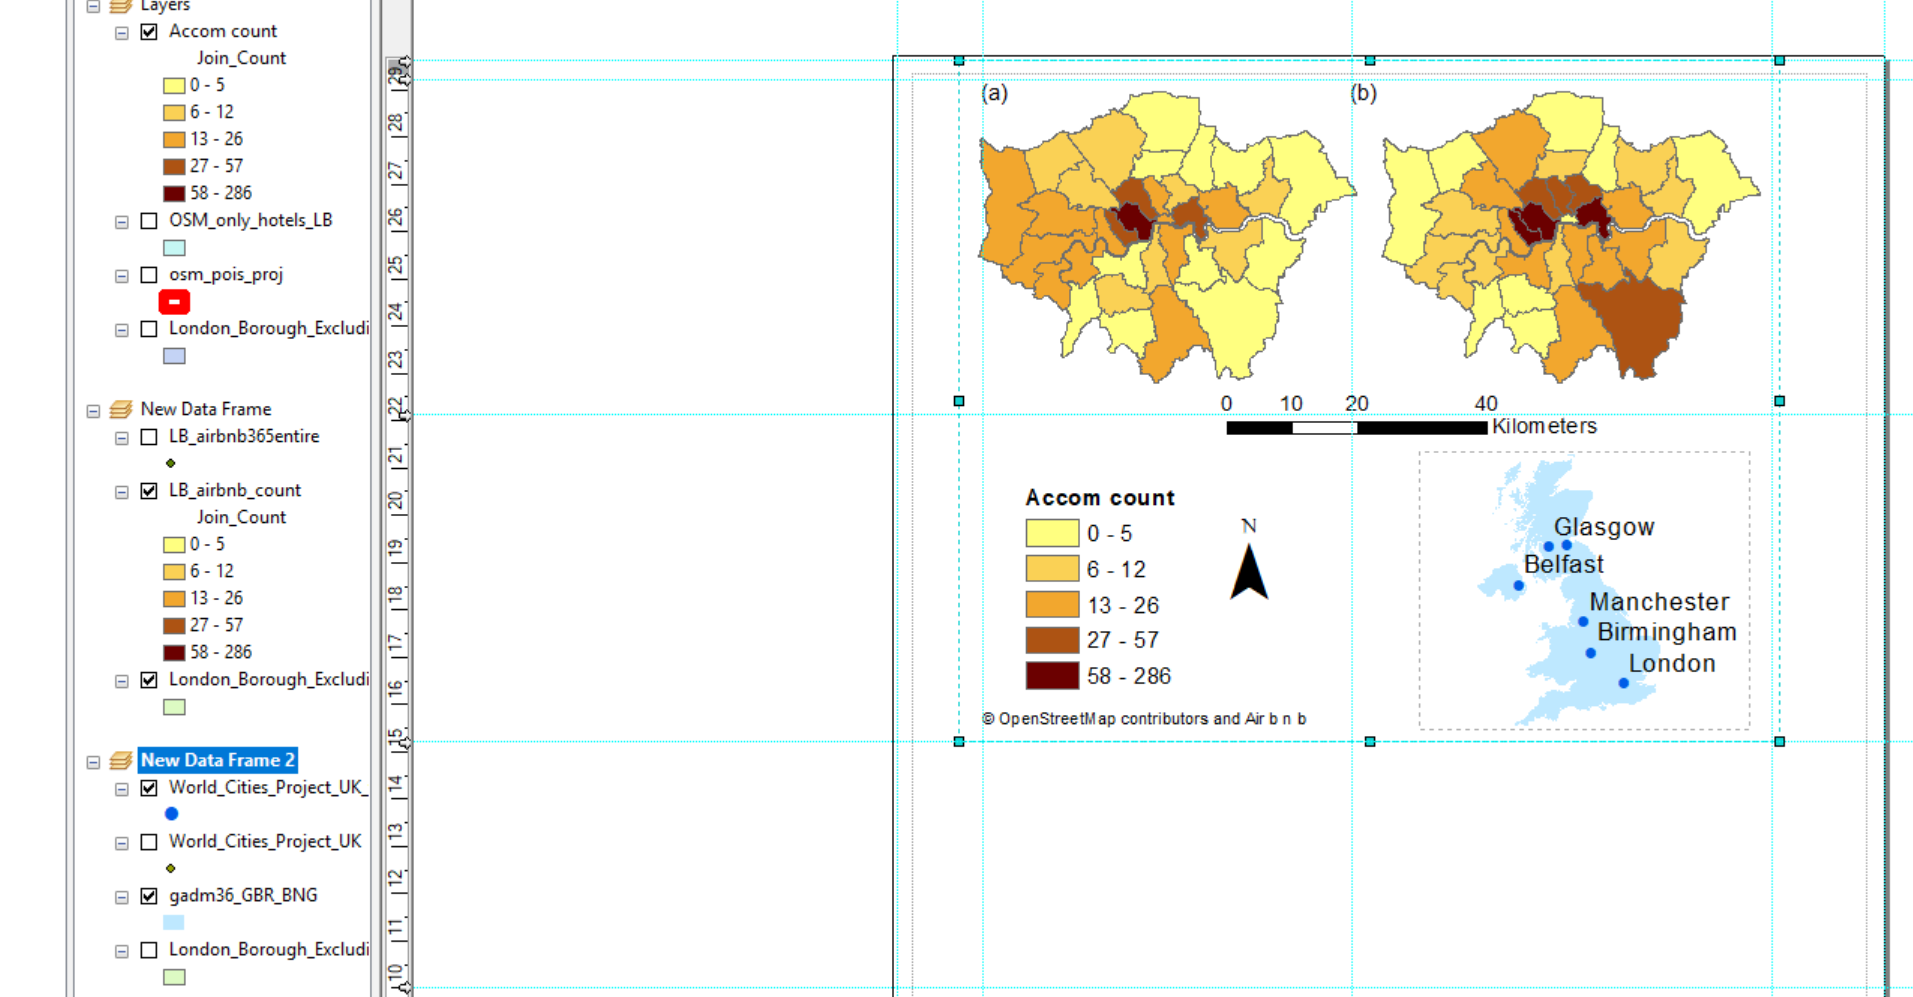 Layers
Accom count
Join_Count
0 - 5
6 - 12
13 - 26
27 - 57
58 - 286
OSM_only_hotels_LB
osm_pois_proj
London_Borough_Excludi
New Data Frame
LB_airbnb365entire
LB_airbnb_count
Join_Count
0 - 5
6 - 12
13 - 26
27 - 57
58 - 286
London_Borough_Excludi
New Data Frame 2
World_Cities_Project_UK_
World_Cities_Project_UK
gadm36_GBR_BNG
London_Borough_Excludi
29
28
27
26
25
24
23
22
21
20
19
18
17
16
15
14
13
12
11
10
(a)
(b)
0 10 20 40
Kilometers
Accom count
0 - 5
6 - 12
13 - 26
27 - 57
58 - 286
N
Glasgow
Belfast
Manchester
Birmingham
London
© OpenStreetMap contributors and Air b n b